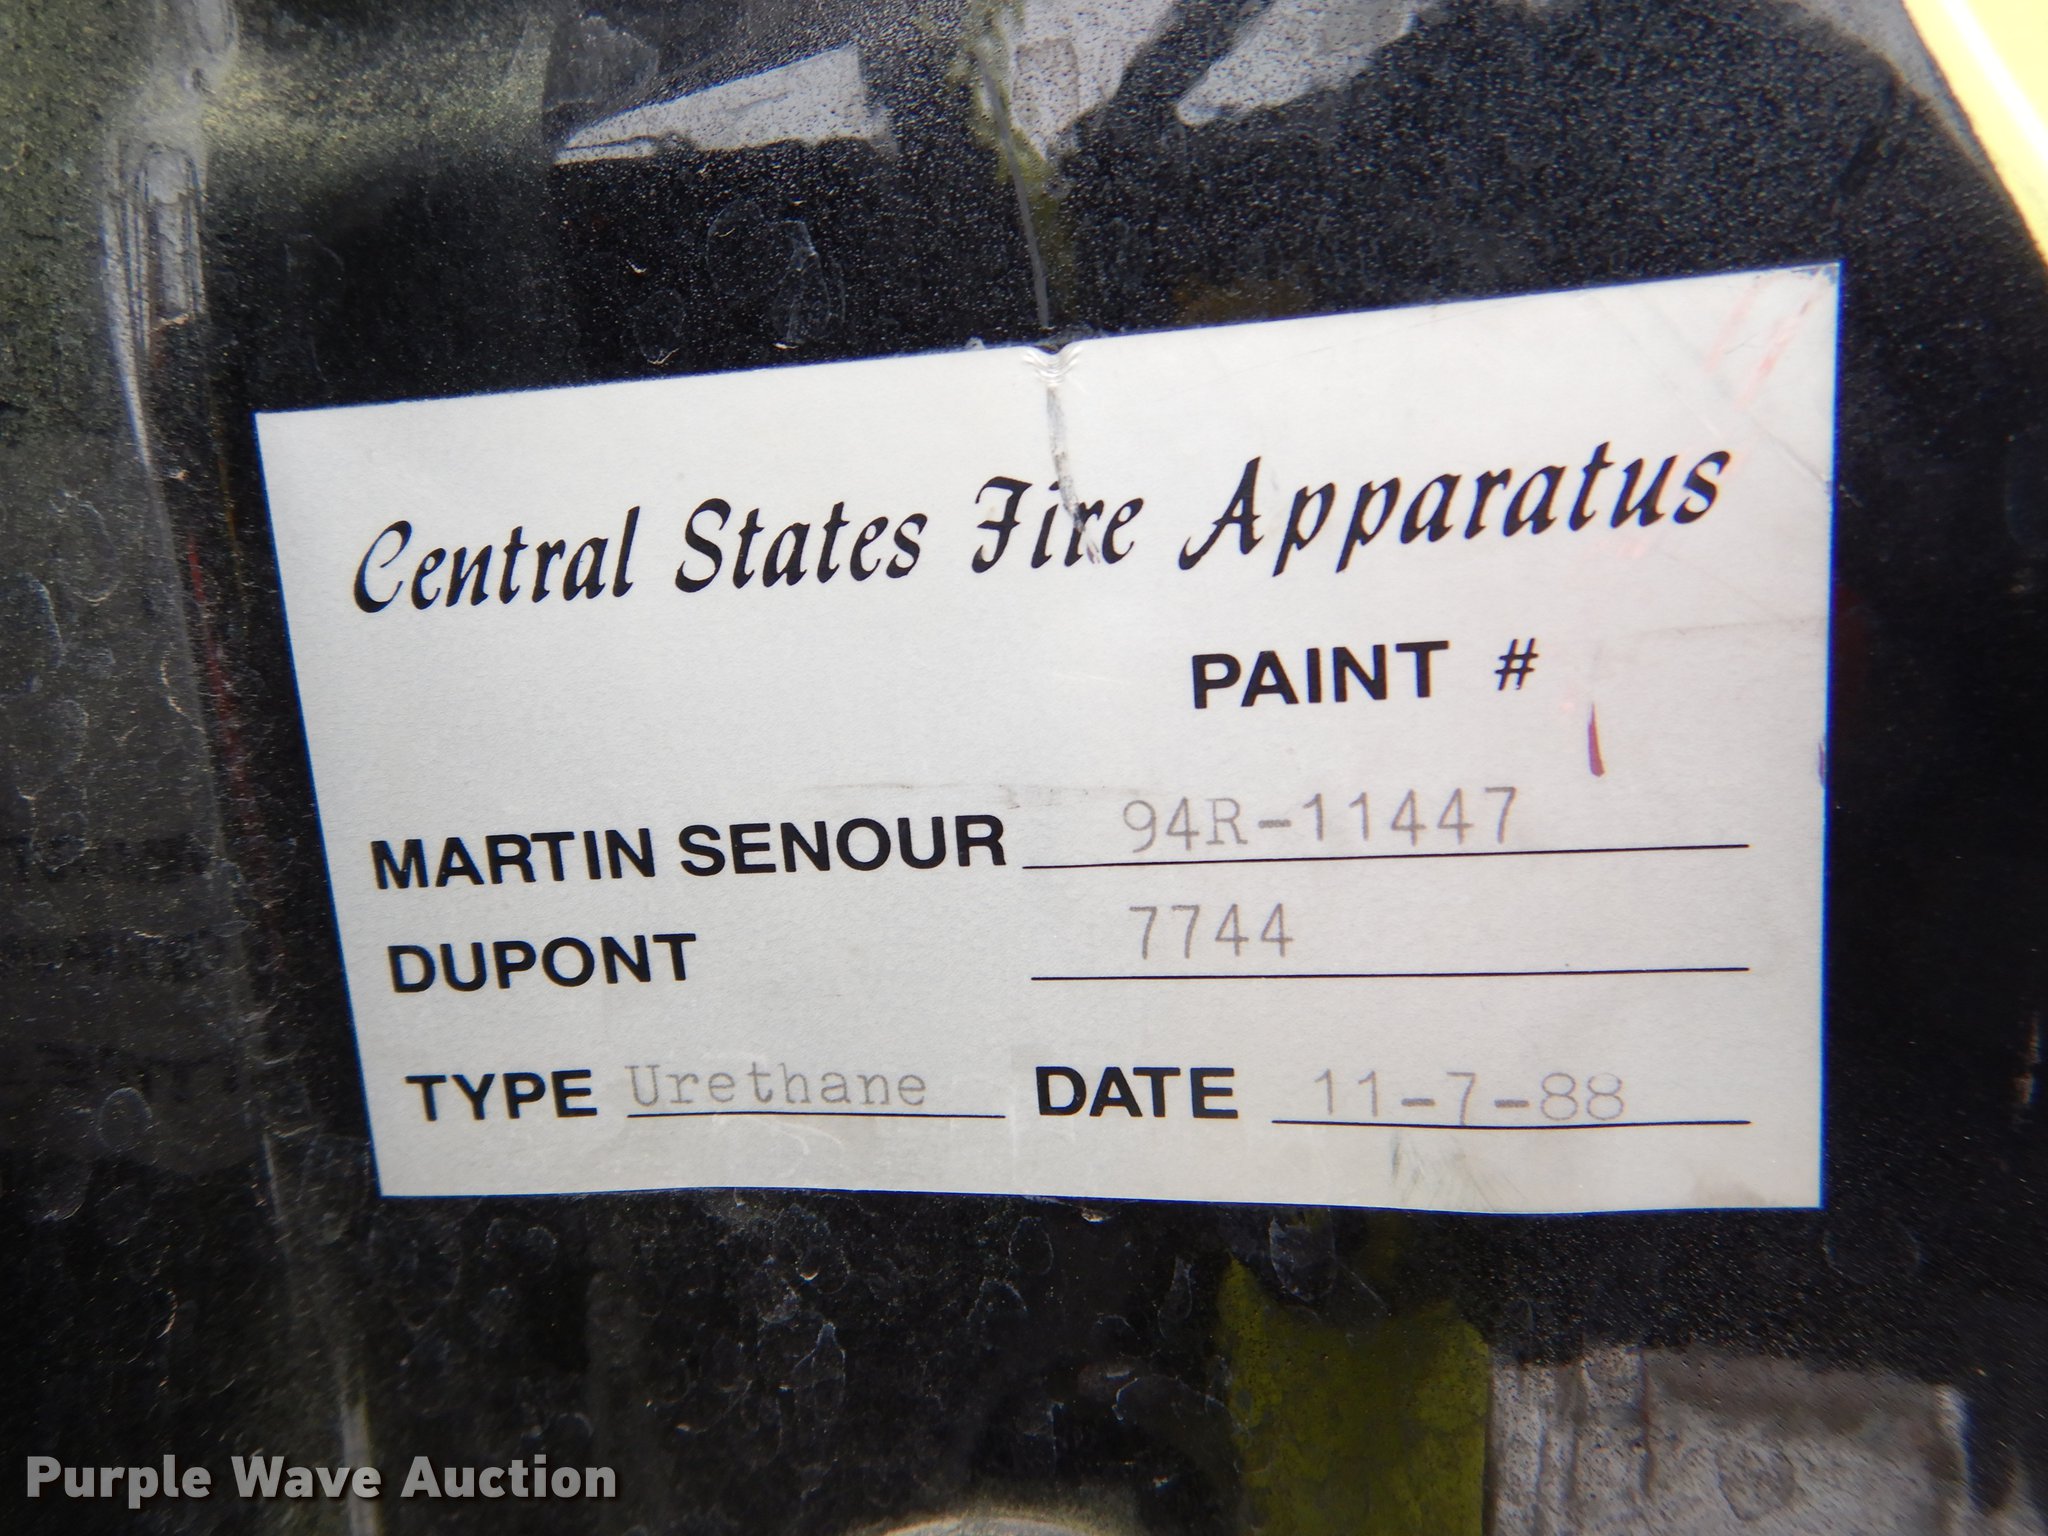 Central States Fire Apparatus
PAINT #
MARTIN SENOUR 94R-11447
DUPONT 7744
TYPE Urethane DATE 11-7-88
Purple Wave Auction